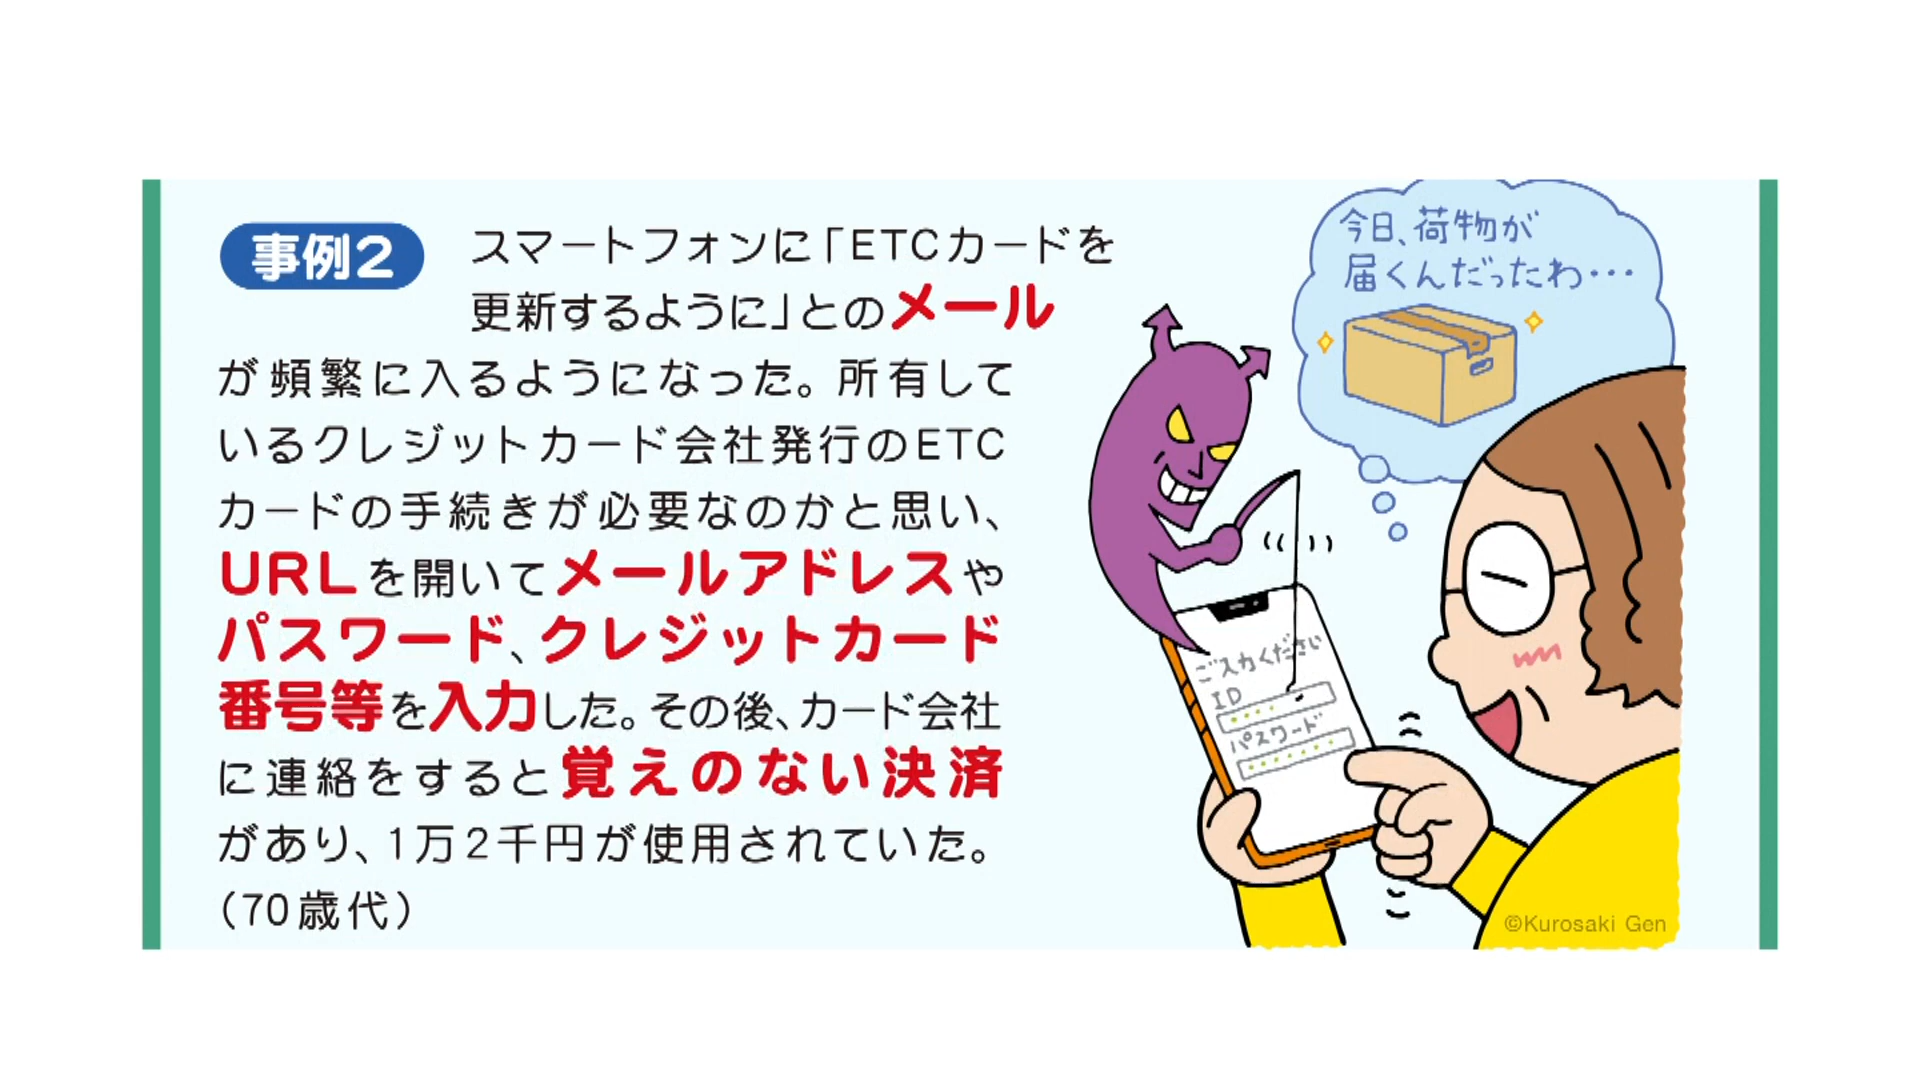 事例2
スマートフォンに「ETCカードを
更新するように」とのメール
が頻繁に入るようになった。所有して
いるクレジットカード会社発行のETC
カードの手続きが必要なのかと思い、
URLを開いてメールアドレスや
パスワード、クレジットカード
番号等を入力した。その後、カード会社
に連絡をすると覚えのない決済
があり、1万2千円が使用されていた。
(70歳代)
今日、荷物が
届くんだったわ・・・
ご入力ください
ID
パスワード
©Kurosaki Gen